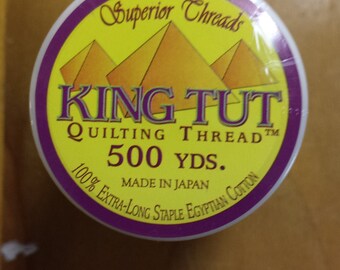 Superior Threads
KING TUT
QUILTING THREAD™
500 YDS.
MADE IN JAPAN
100% EXTRA-LONG STAPLE EGYPTIAN COTTON